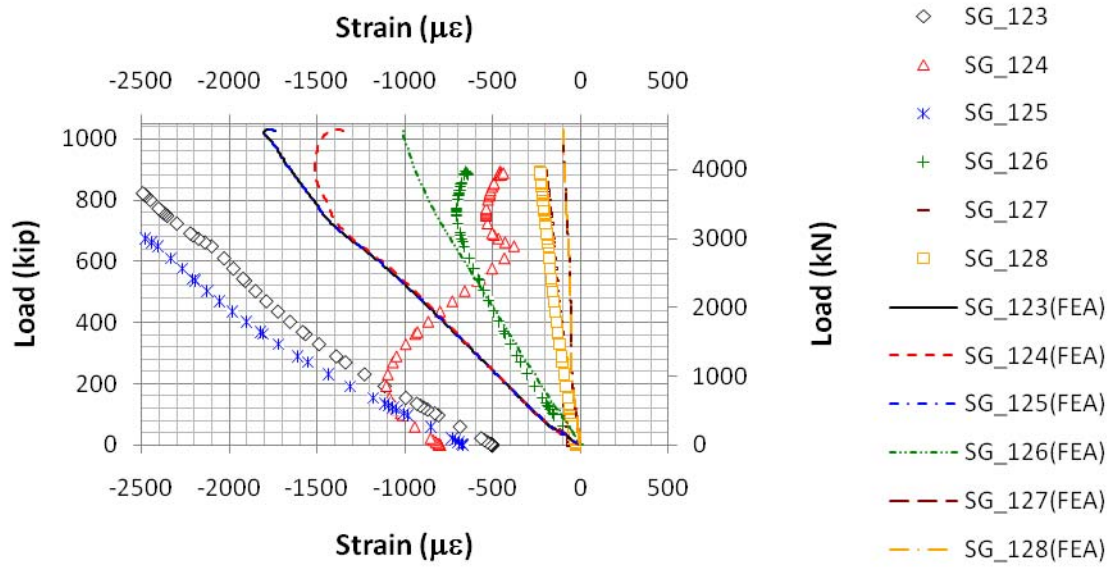 Strain (με)
-2500 -2000 -1500 -1000 -500 0 500
1000
800
600
400
200
0
4000
3000
2000
1000
0
Load (kip)
Load (kN)
-2500 -2000 -1500 -1000 -500 0 500
Strain (με)
SG_123
SG_124
SG_125
SG_126
SG_127
SG_128
SG_123(FEA)
SG_124(FEA)
SG_125(FEA)
SG_126(FEA)
SG_127(FEA)
SG_128(FEA)